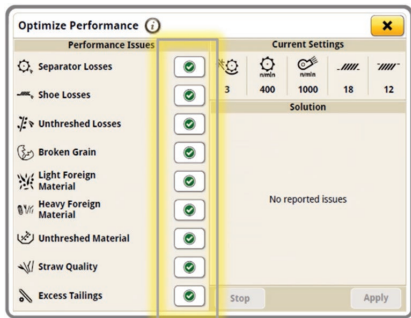 Optimize Performance i
Performance Issues
Separator Losses
Shoe Losses
Unthreshed Losses
Broken Grain
Light Foreign
Material
Heavy Foreign
Material
Unthreshed Material
Straw Quality
Excess Tailings
Current Settings
n/min n/min
3 400 1000 18 12
Solution
No reported issues
Stop Apply